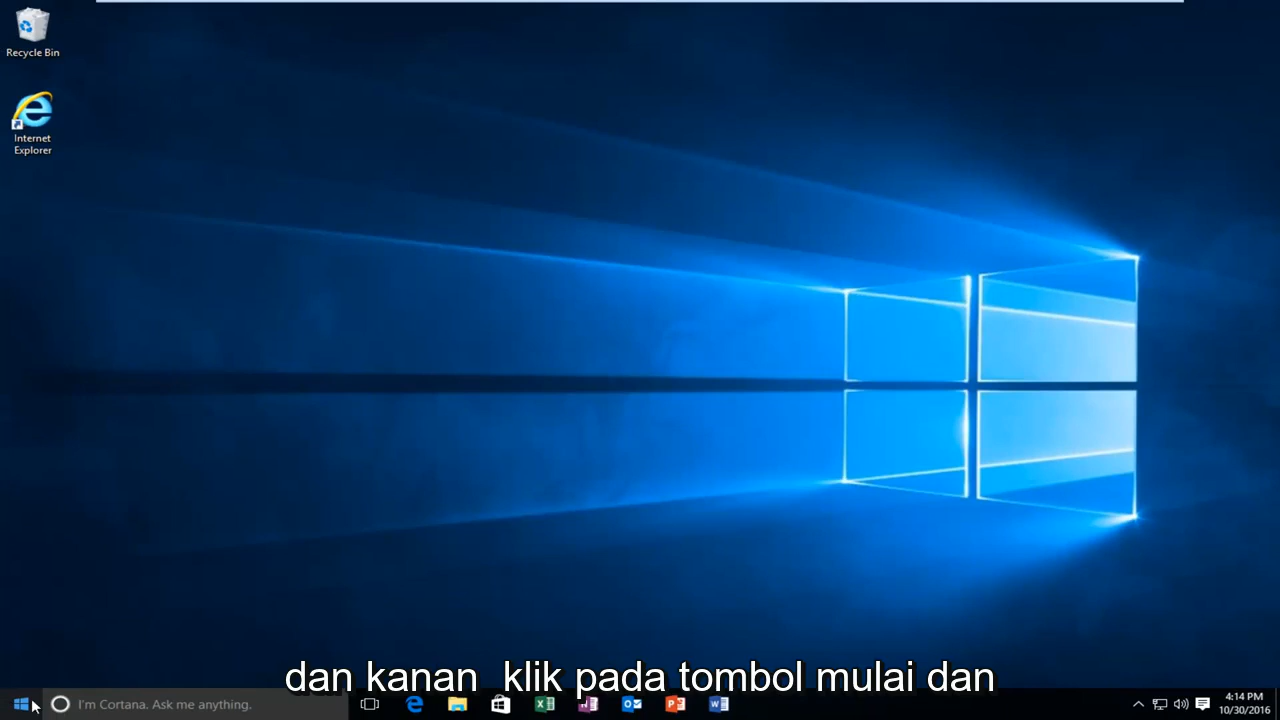 Recycle Bin
Internet
Explorer
dan kanan  klik pada tombol mulai dan
I'm Cortana. Ask me anything.
4:14 PM
10/30/2016